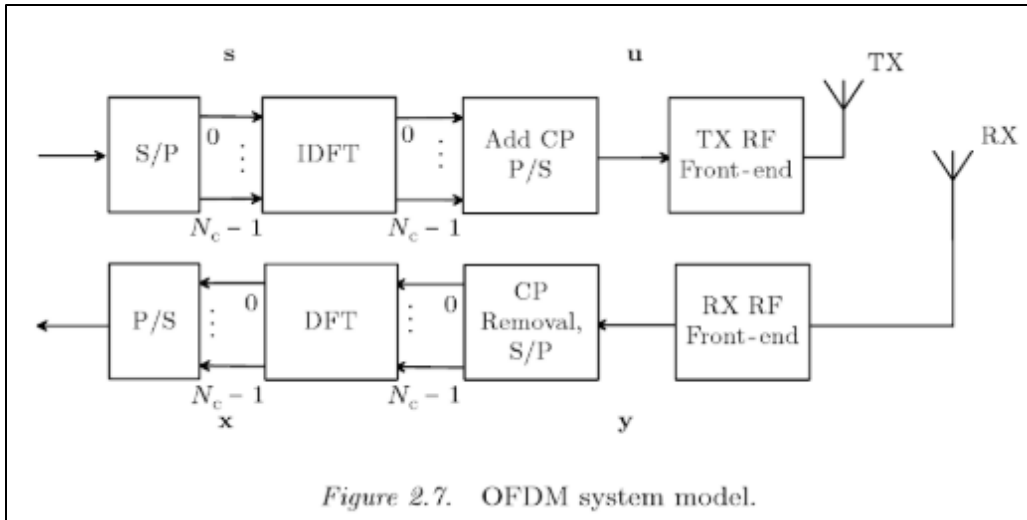 s
u
TX
S/P
0
⋮
N_c − 1
IDFT
0
⋮
N_c − 1
Add CP
P/S
TX RF
Front-end
RX
P/S
0
⋮
N_c − 1
DFT
0
⋮
N_c − 1
CP
Removal,
S/P
RX RF
Front-end
x
y
Figure 2.7. OFDM system model.